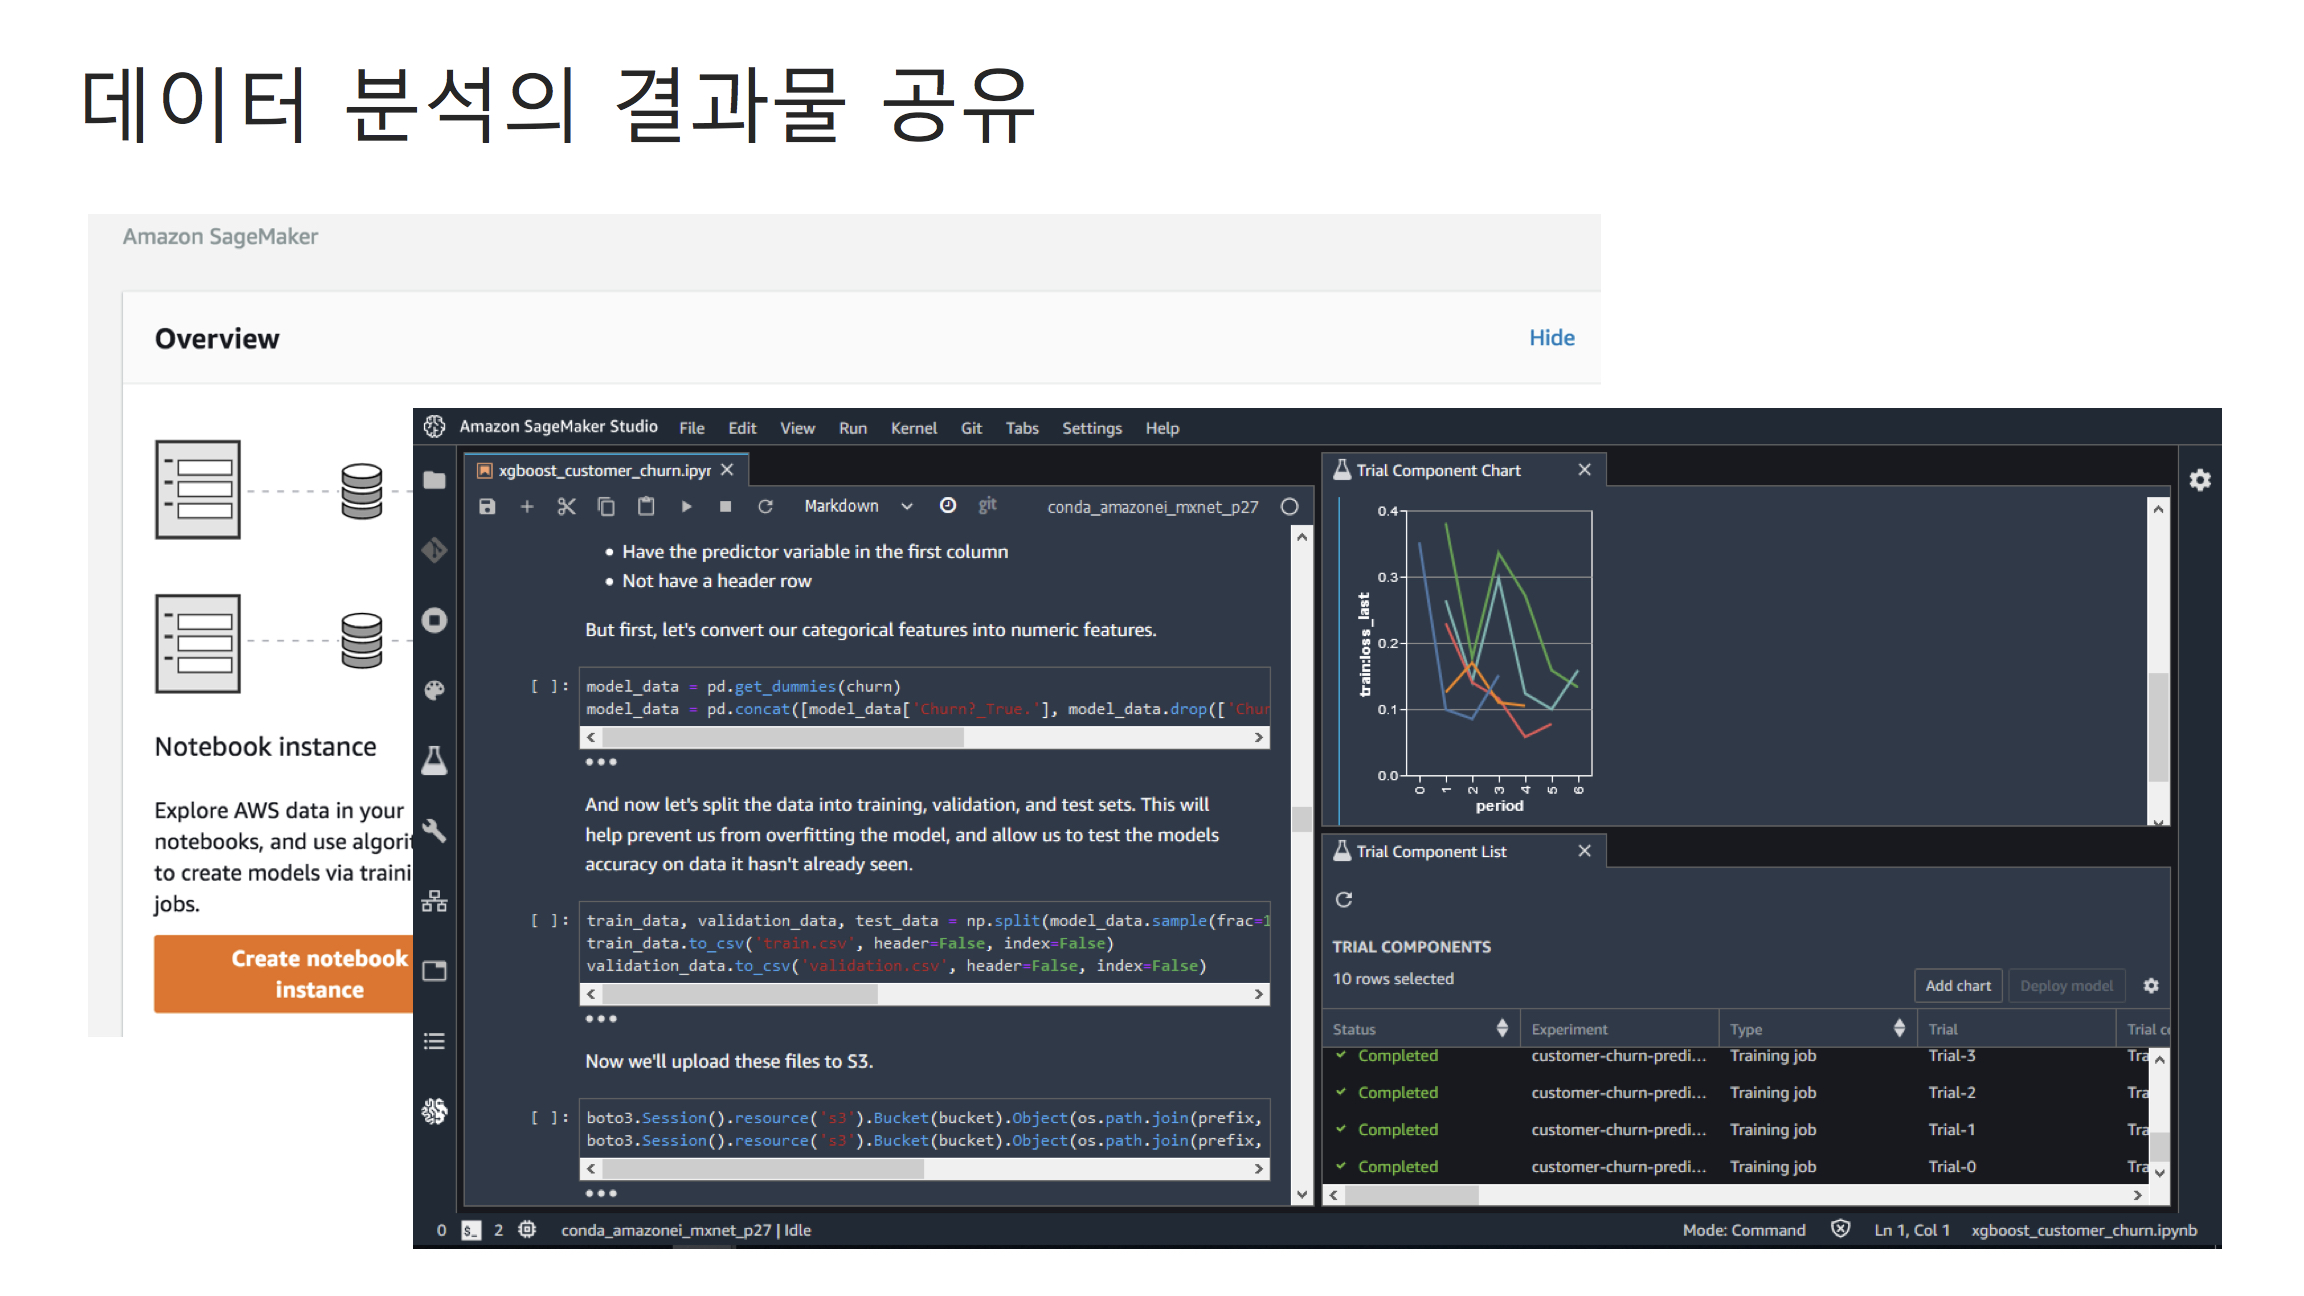 데이터 분석의 결과물 공유
Amazon SageMaker
Overview
Hide
Notebook instance
Explore AWS data in your
notebooks, and use algorit
to create models via traini
jobs.
Create notebook
instance
Amazon SageMaker Studio File Edit View Run Kernel Git Tabs Settings Help
xgboost_customer_churn.ipyr
Markdown git conda_amazonei_mxnet_p27
• Have the predictor variable in the first column
• Not have a header row
But first, let's convert our categorical features into numeric features.
[ ]: model_data = pd.get_dummies(churn)
model_data = pd.concat([model_data['Churn?_True.'], model_data.drop(['Chur
And now let's split the data into training, validation, and test sets. This will
help prevent us from overfitting the model, and allow us to test the models
accuracy on data it hasn't already seen.
[ ]: train_data, validation_data, test_data = np.split(model_data.sample(frac=1
train_data.to_csv('train.csv', header=False, index=False)
validation_data.to_csv('validation.csv', header=False, index=False)
Now we'll upload these files to S3.
[ ]: boto3.Session().resource('s3').Bucket(bucket).Object(os.path.join(prefix,
boto3.Session().resource('s3').Bucket(bucket).Object(os.path.join(prefix,
Trial Component Chart
train:loss_last
0.4
0.3
0.2
0.1
0.0
0 1 2 3 4 5 6
period
Trial Component List
TRIAL COMPONENTS
10 rows selected
Add chart Deploy model
Status Experiment Type Trial Trial c
Completed customer-churn-predi... Training job Trial-3 Tra
Completed customer-churn-predi... Training job Trial-2 Tra
Completed customer-churn-predi... Training job Trial-1 Tra
Completed customer-churn-predi... Training job Trial-0 Tra
0 $_ 2 conda_amazonei_mxnet_p27 | Idle
Mode: Command Ln 1, Col 1 xgboost_customer_churn.ipynb